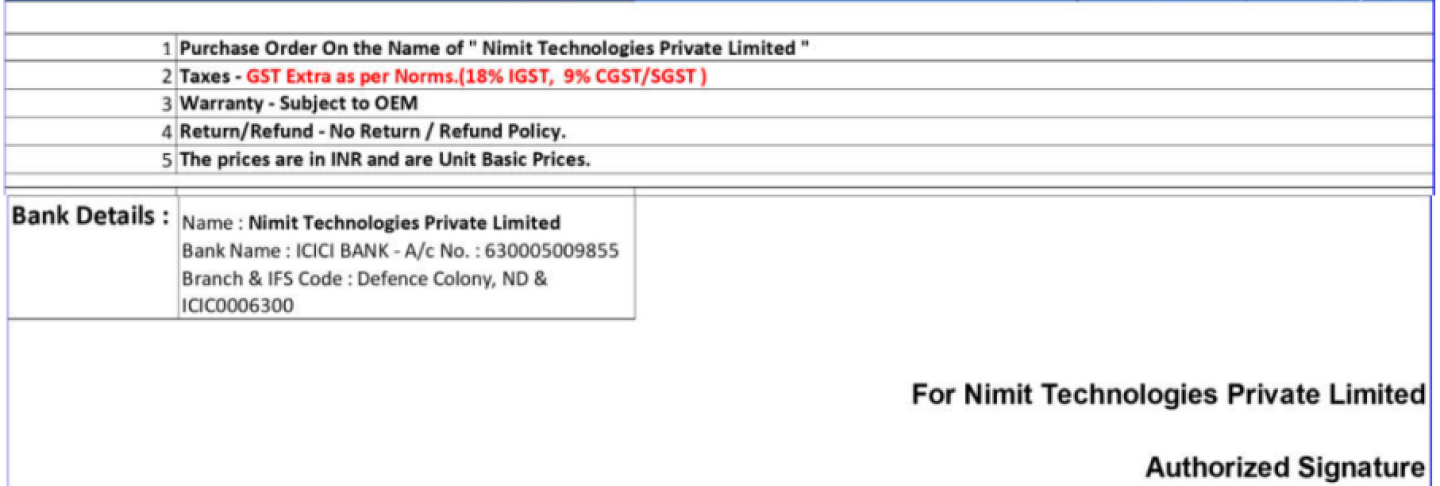 1 Purchase Order On the Name of " Nimit Technologies Private Limited "
2 Taxes - GST Extra as per Norms.(18% IGST,  9% CGST/SGST )
3 Warranty - Subject to OEM
4 Return/Refund - No Return / Refund Policy.
5 The prices are in INR and are Unit Basic Prices.
Bank Details :
Name : Nimit Technologies Private Limited
Bank Name : ICICI BANK - A/c No. : 630005009855
Branch & IFS Code : Defence Colony, ND &
ICIC0006300
For Nimit Technologies Private Limited
Authorized Signature